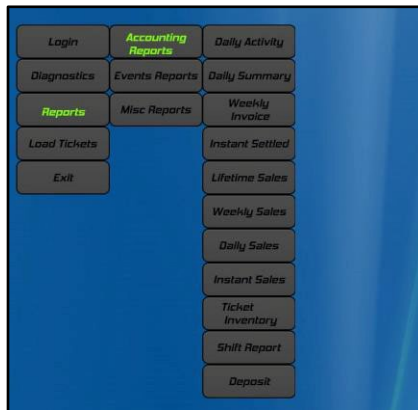 Login
Accounting
Reports
Daily Activity
Diagnostics
Events Reports
Daily Summary
Reports
Misc Reports
Weekly
Invoice
Load Tickets
Instant Settled
Exit
Lifetime Sales
Weekly Sales
Daily Sales
Instant Sales
Ticket
Inventory
Shift Report
Deposit